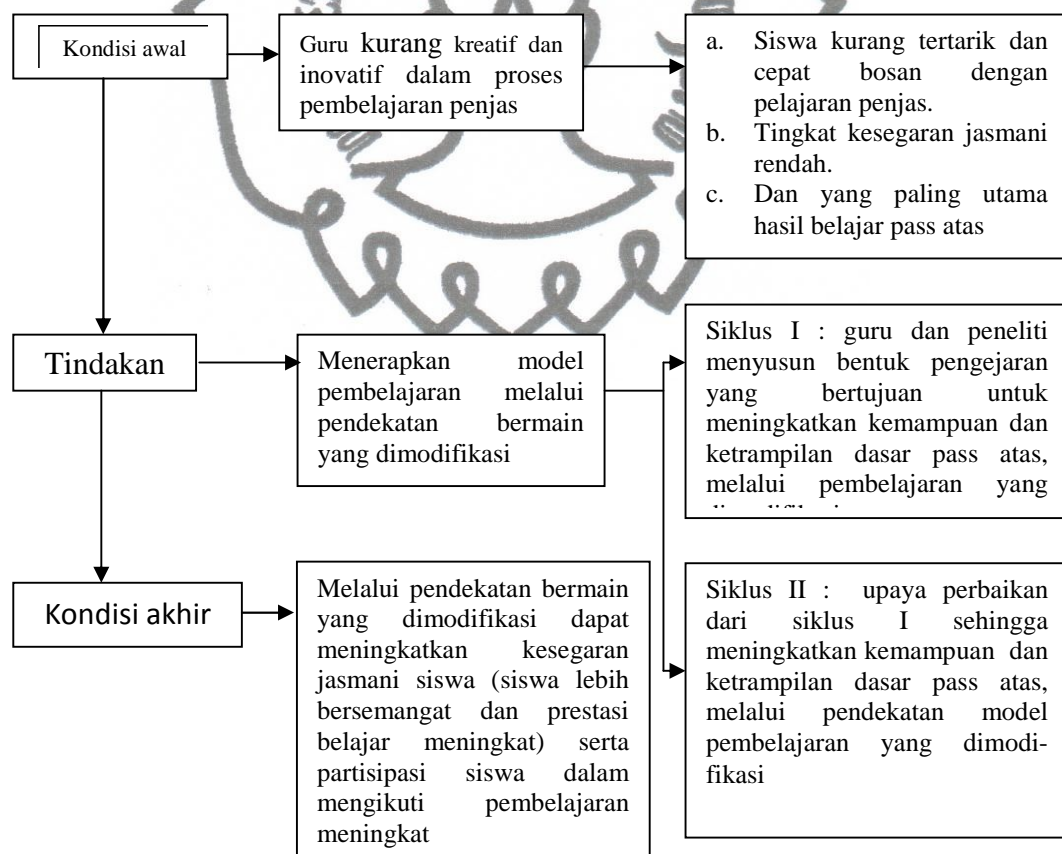 Kondisi awal
Guru kurang kreatif dan
inovatif dalam proses
pembelajaran penjas
a. Siswa kurang tertarik dan
cepat bosan dengan
pelajaran penjas.
b. Tingkat kesegaran jasmani
rendah.
c. Dan yang paling utama
hasil belajar pass atas
Tindakan
Menerapkan model
pembelajaran melalui
pendekatan bermain
yang dimodifikasi
Siklus I : guru dan peneliti
menyusun bentuk pengejaran
yang bertujuan untuk
meningkatkan kemampuan dan
ketrampilan dasar pass atas,
melalui pembelajaran yang
Kondisi akhir
Melalui pendekatan bermain
yang dimodifikasi dapat
meningkatkan kesegaran
jasmani siswa (siswa lebih
bersemangat dan prestasi
belajar meningkat) serta
partisipasi siswa dalam
mengikuti pembelajaran
meningkat
Siklus II : upaya perbaikan
dari siklus I sehingga
meningkatkan kemampuan dan
ketrampilan dasar pass atas,
melalui pendekatan model
pembelajaran yang dimodi-
fikasi